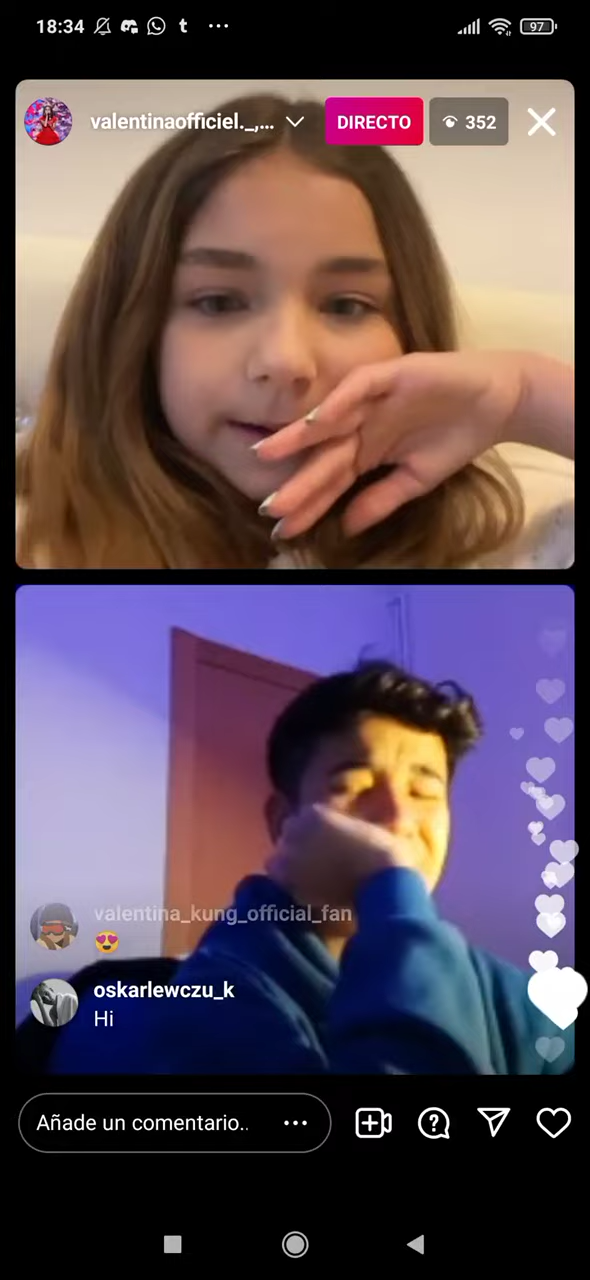 18:34 t ... 97
valentinaofficiel._,... DIRECTO 352
valentina_kung_official_fan
😍
oskarlewczu_k
Hi
Añade un comentario..